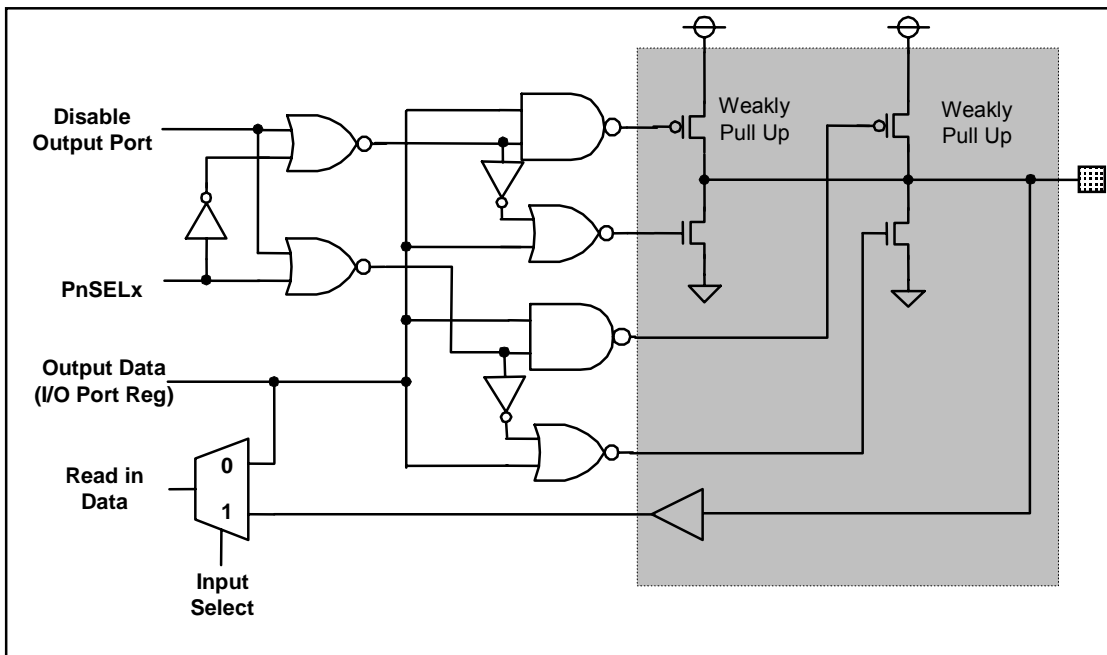 Weakly
Pull Up
Weakly
Pull Up
Disable
Output Port
PnSELx
Output Data
(I/O Port Reg)
Read in
Data
0
1
Input
Select